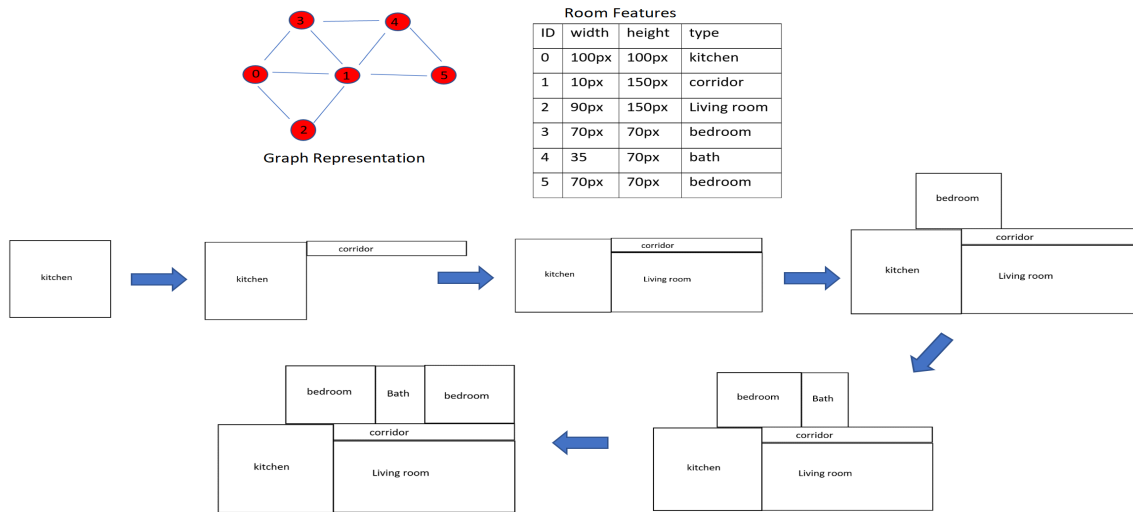 3
4
0
1
5
2
Graph Representation
Room Features
ID width height type
0 100px 100px kitchen
1 10px 150px corridor
2 90px 150px Living room
3 70px 70px bedroom
4 35 70px bath
5 70px 70px bedroom
kitchen
corridor
kitchen
corridor
kitchen
Living room
bedroom
corridor
kitchen
Living room
bedroom
Bath
bedroom
corridor
kitchen
Living room
bedroom
Bath
corridor
kitchen
Living room